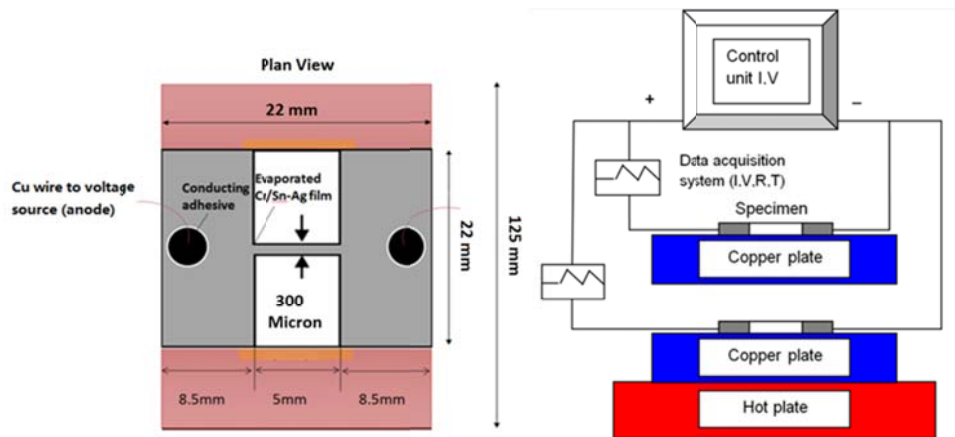 Plan View
22 mm
Cu wire to voltage
source (anode)
Conducting
adhesive
Evaporated
Cr/Sn-Ag film
300
Micron
22 mm
125 mm
8.5mm
5mm
8.5mm
Control
unit I,V
+
–
Data acquisition
system (I,V,R,T)
Specimen
Copper plate
Copper plate
Hot plate